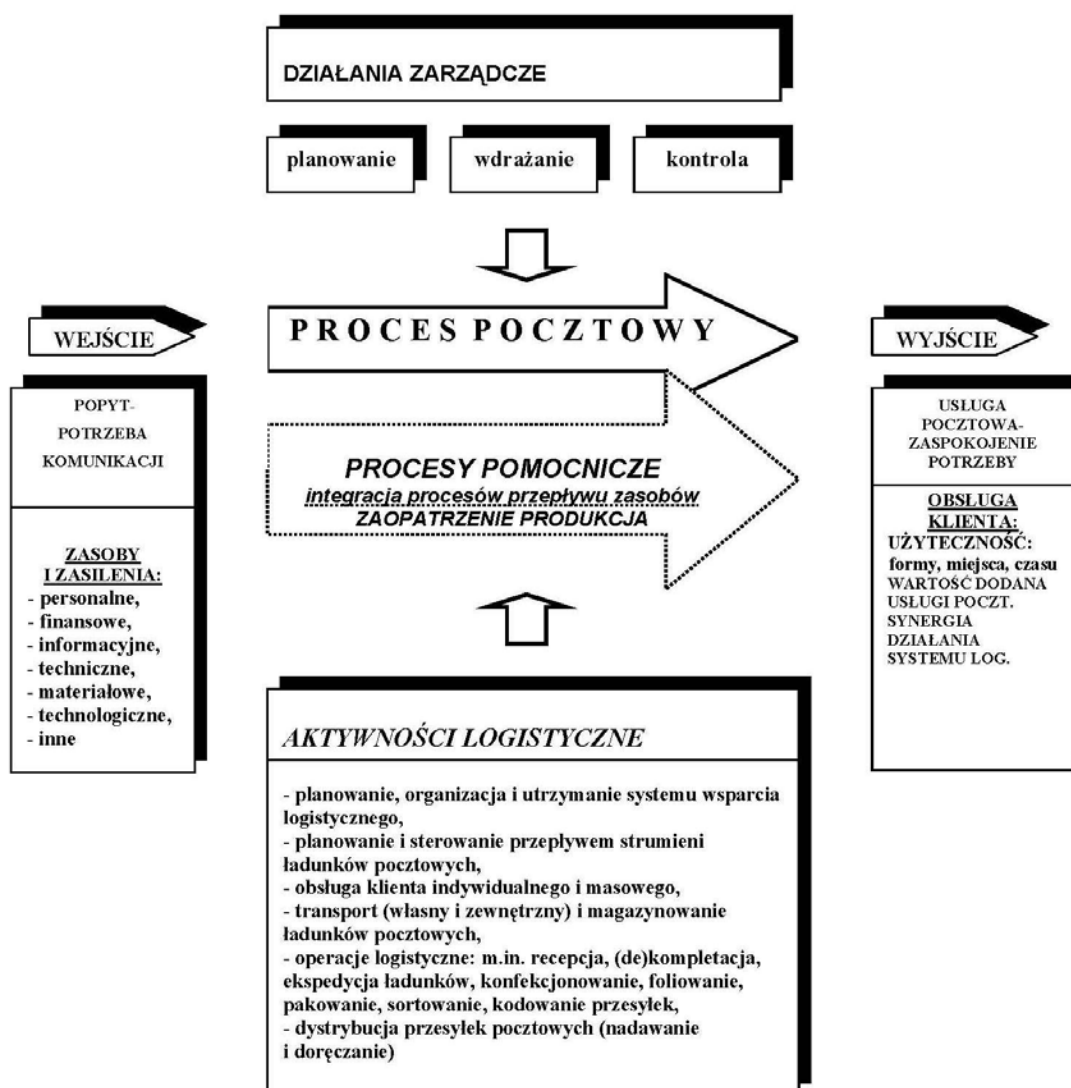 DZIAŁANIA ZARZĄDCZE
planowanie
wdrażanie
kontrola
WEJŚCIE
PROCES POCZTOWY
WYJŚCIE
POPYT-
POTRZEBA
KOMUNIKACJI
ZASOBY
I ZASILENIA:
- personalne,
- finansowe,
- informacyjne,
- techniczne,
- materiałowe,
- technologiczne,
- inne
PROCESY POMOCNICZE
integracja procesów przepływu zasobów
ZAOPATRZENIE PRODUKCJA
USŁUGA
POCZTOWA-
ZASPOKOJENIE
POTRZEBY
OBSŁUGA
KLIENTA:
UŻYTECZNOŚĆ:
formy, miejsca, czasu
WARTOŚĆ DODANA
USŁUGI POCZT.
SYNERGIA
DZIAŁANIA
SYSTEMU LOG.
AKTYWNOŚCI LOGISTYCZNE
- planowanie, organizacja i utrzymanie systemu wsparcia
logistycznego,
- planowanie i sterowanie przepływem strumieni
ładunków pocztowych,
- obsługa klienta indywidualnego i masowego,
- transport (własny i zewnętrzny) i magazynowanie
ładunków pocztowych,
- operacje logistyczne: m.in. recepcja, (de)kompletacja,
ekspedycja ładunków, konfekcjonowanie, foliowanie,
pakowanie, sortowanie, kodowanie przesyłek,
- dystrybucja przesyłek pocztowych (nadawanie
i doręczanie)